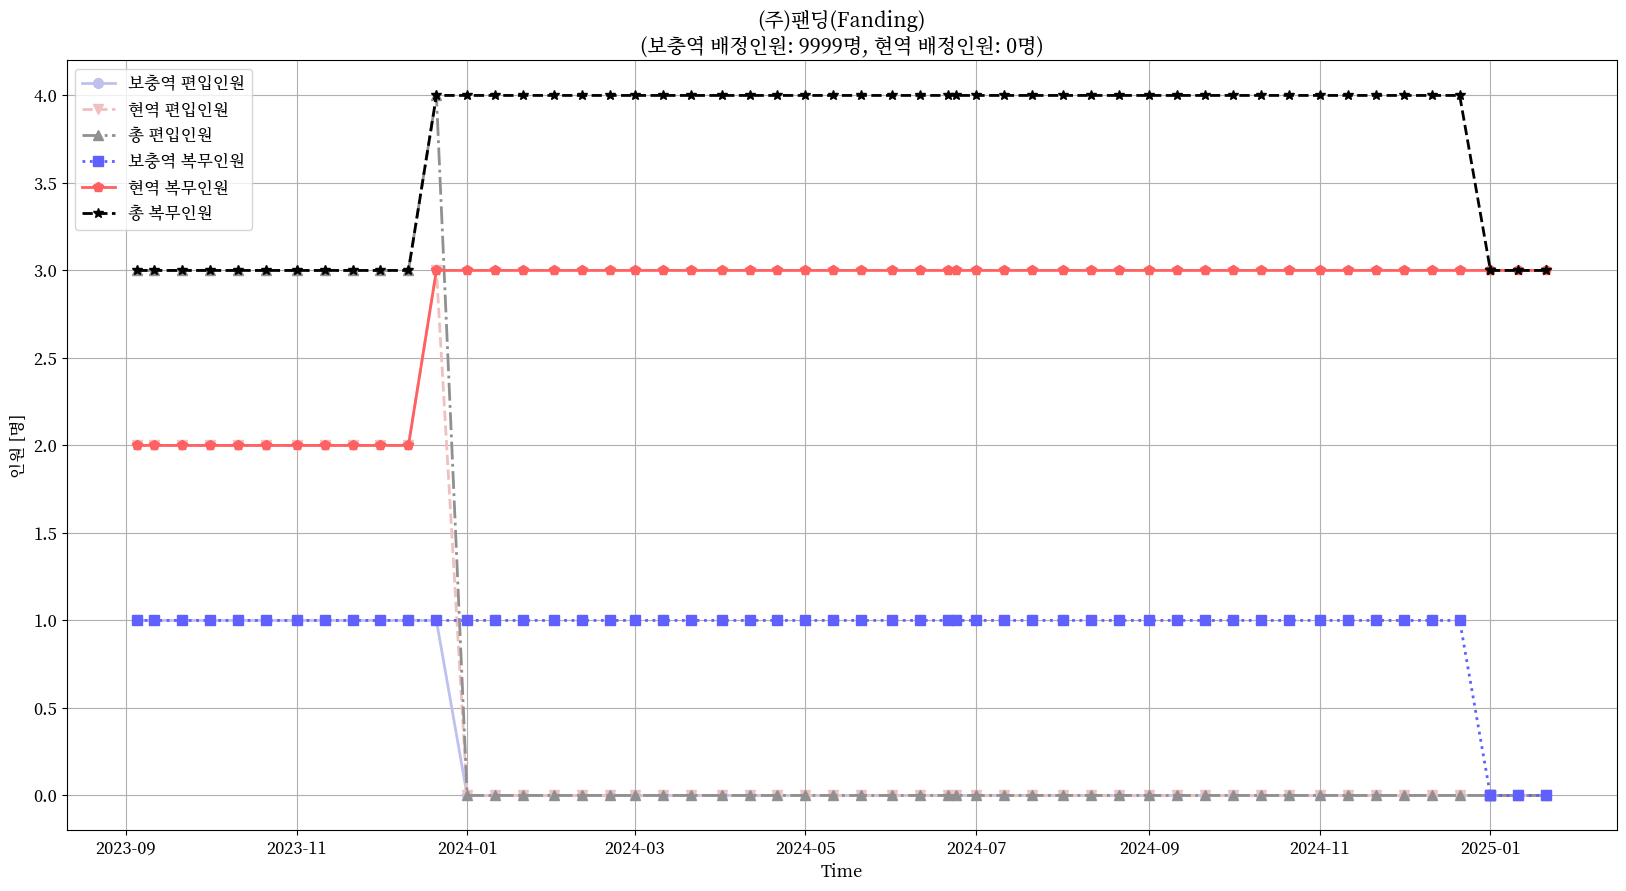 (주)팬딩(Fanding)
(보충역 배정인원: 9999명, 현역 배정인원: 0명)
보충역 편입인원
현역 편입인원
총 편입인원
보충역 복무인원
현역 복무인원
총 복무인원
4.0
3.5
3.0
2.5
2.0
1.5
1.0
0.5
0.0
인원 [명]
2023-09 2023-11 2024-01 2024-03 2024-05 2024-07 2024-09 2024-11 2025-01
Time